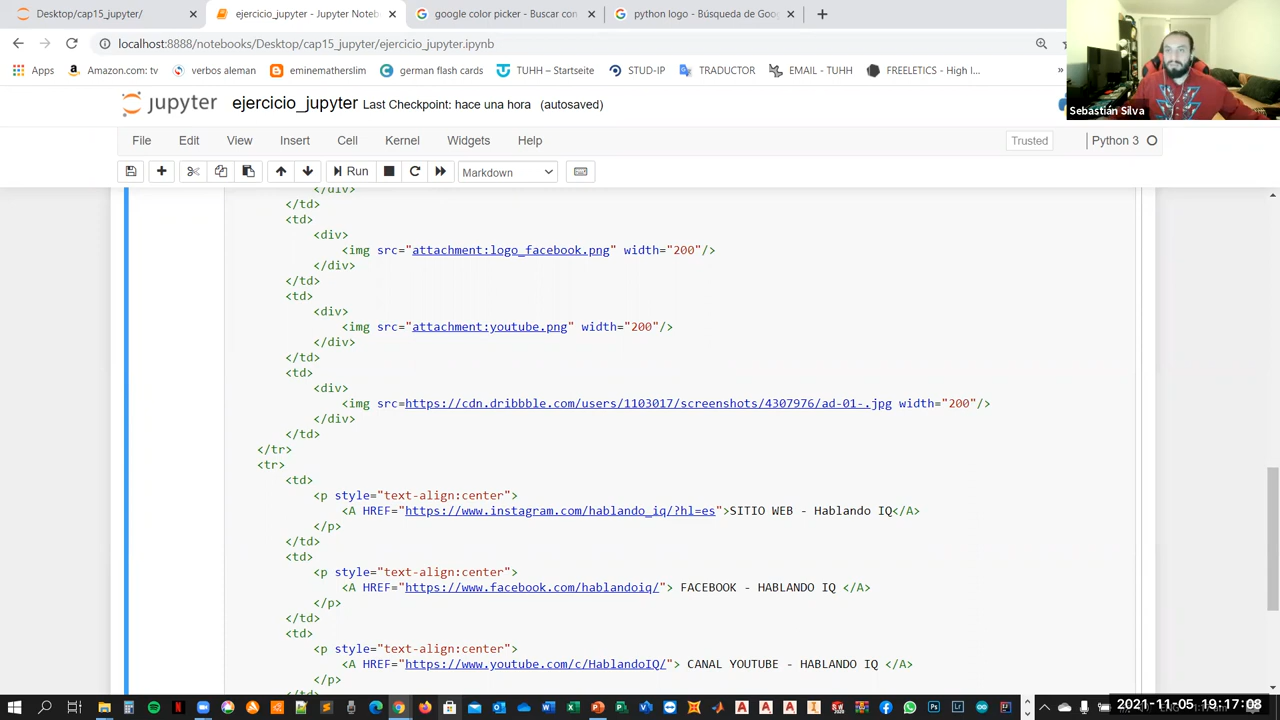 Desktop/cap15_jupyter/
ejercicio_jupyter - Jupyter Noteb
google color picker - Buscar con
python logo - Búsqueda de Goo
localhost:8888/notebooks/Desktop/cap15_jupyter/ejercicio_jupyter.ipynb
Apps Amazon.com: tv verbos aleman eminematherslim german flash cards TUHH – Startseite STUD-IP TRADUCTOR EMAIL - TUHH FREELETICS - High I... »
Sebastián Silva
jupyter ejercicio_jupyter Last Checkpoint: hace una hora (autosaved)
File Edit View Insert Cell Kernel Widgets Help Trusted Python 3
Run Markdown
</div>
</td>
<td>
<div>
<img src="attachment:logo_facebook.png" width="200"/>
</div>
</td>
<td>
<div>
<img src="attachment:youtube.png" width="200"/>
</div>
</td>
<td>
<div>
<img src=https://cdn.dribbble.com/users/1103017/screenshots/4307976/ad-01-.jpg width="200"/>
</div>
</td>
</tr>
<tr>
<td>
<p style="text-align:center">
<A HREF="https://www.instagram.com/hablando_iq/?hl=es">SITIO WEB - Hablando IQ</A>
</p>
</td>
<td>
<p style="text-align:center">
<A HREF="https://www.facebook.com/hablandoiq/"> FACEBOOK - HABLANDO IQ </A>
</p>
</td>
<td>
<p style="text-align:center">
<A HREF="https://www.youtube.com/c/HablandoIQ/"> CANAL YOUTUBE - HABLANDO IQ </A>
</p>
2021-11-05 19:17:08